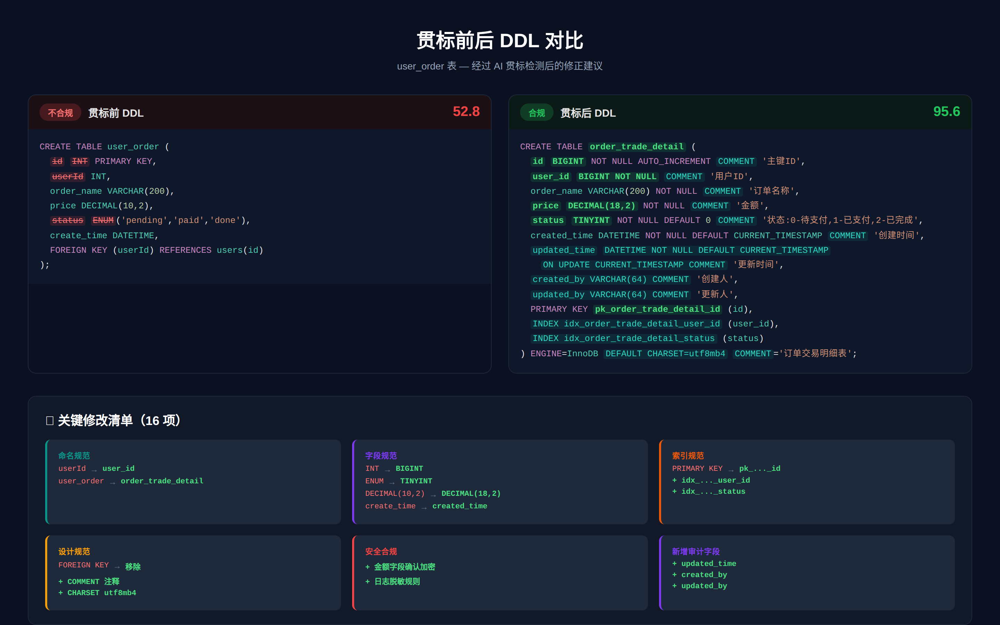 贯标前后 DDL 对比
user_order 表 — 经过 AI 贯标检测后的修正建议
不合规 贯标前 DDL 52.8
CREATE TABLE user_order (
id INT PRIMARY KEY,
userId INT,
order_name VARCHAR(200),
price DECIMAL(10,2),
status ENUM('pending','paid','done'),
create_time DATETIME,
FOREIGN KEY (userId) REFERENCES users(id)
);
合规 贯标后 DDL 95.6
CREATE TABLE order_trade_detail (
id BIGINT NOT NULL AUTO_INCREMENT COMMENT '主键ID',
user_id BIGINT NOT NULL COMMENT '用户ID',
order_name VARCHAR(200) NOT NULL COMMENT '订单名称',
price DECIMAL(18,2) NOT NULL COMMENT '金额',
status TINYINT NOT NULL DEFAULT 0 COMMENT '状态:0-待支付,1-已支付,2-已完成',
created_time DATETIME NOT NULL DEFAULT CURRENT_TIMESTAMP COMMENT '创建时间',
updated_time DATETIME NOT NULL DEFAULT CURRENT_TIMESTAMP
ON UPDATE CURRENT_TIMESTAMP COMMENT '更新时间',
created_by VARCHAR(64) COMMENT '创建人',
updated_by VARCHAR(64) COMMENT '更新人',
PRIMARY KEY pk_order_trade_detail_id (id),
INDEX idx_order_trade_detail_user_id (user_id),
INDEX idx_order_trade_detail_status (status)
) ENGINE=InnoDB DEFAULT CHARSET=utf8mb4 COMMENT='订单交易明细表';
关键修改清单（16 项）
命名规范
userId → user_id
user_order → order_trade_detail
字段规范
INT → BIGINT
ENUM → TINYINT
DECIMAL(10,2) → DECIMAL(18,2)
create_time → created_time
索引规范
PRIMARY KEY → pk_..._id
+ idx_..._user_id
+ idx_..._status
设计规范
FOREIGN KEY → 移除
+ COMMENT 注释
+ CHARSET utf8mb4
安全合规
+ 金额字段确认加密
+ 日志脱敏规则
新增审计字段
+ updated_time
+ created_by
+ updated_by